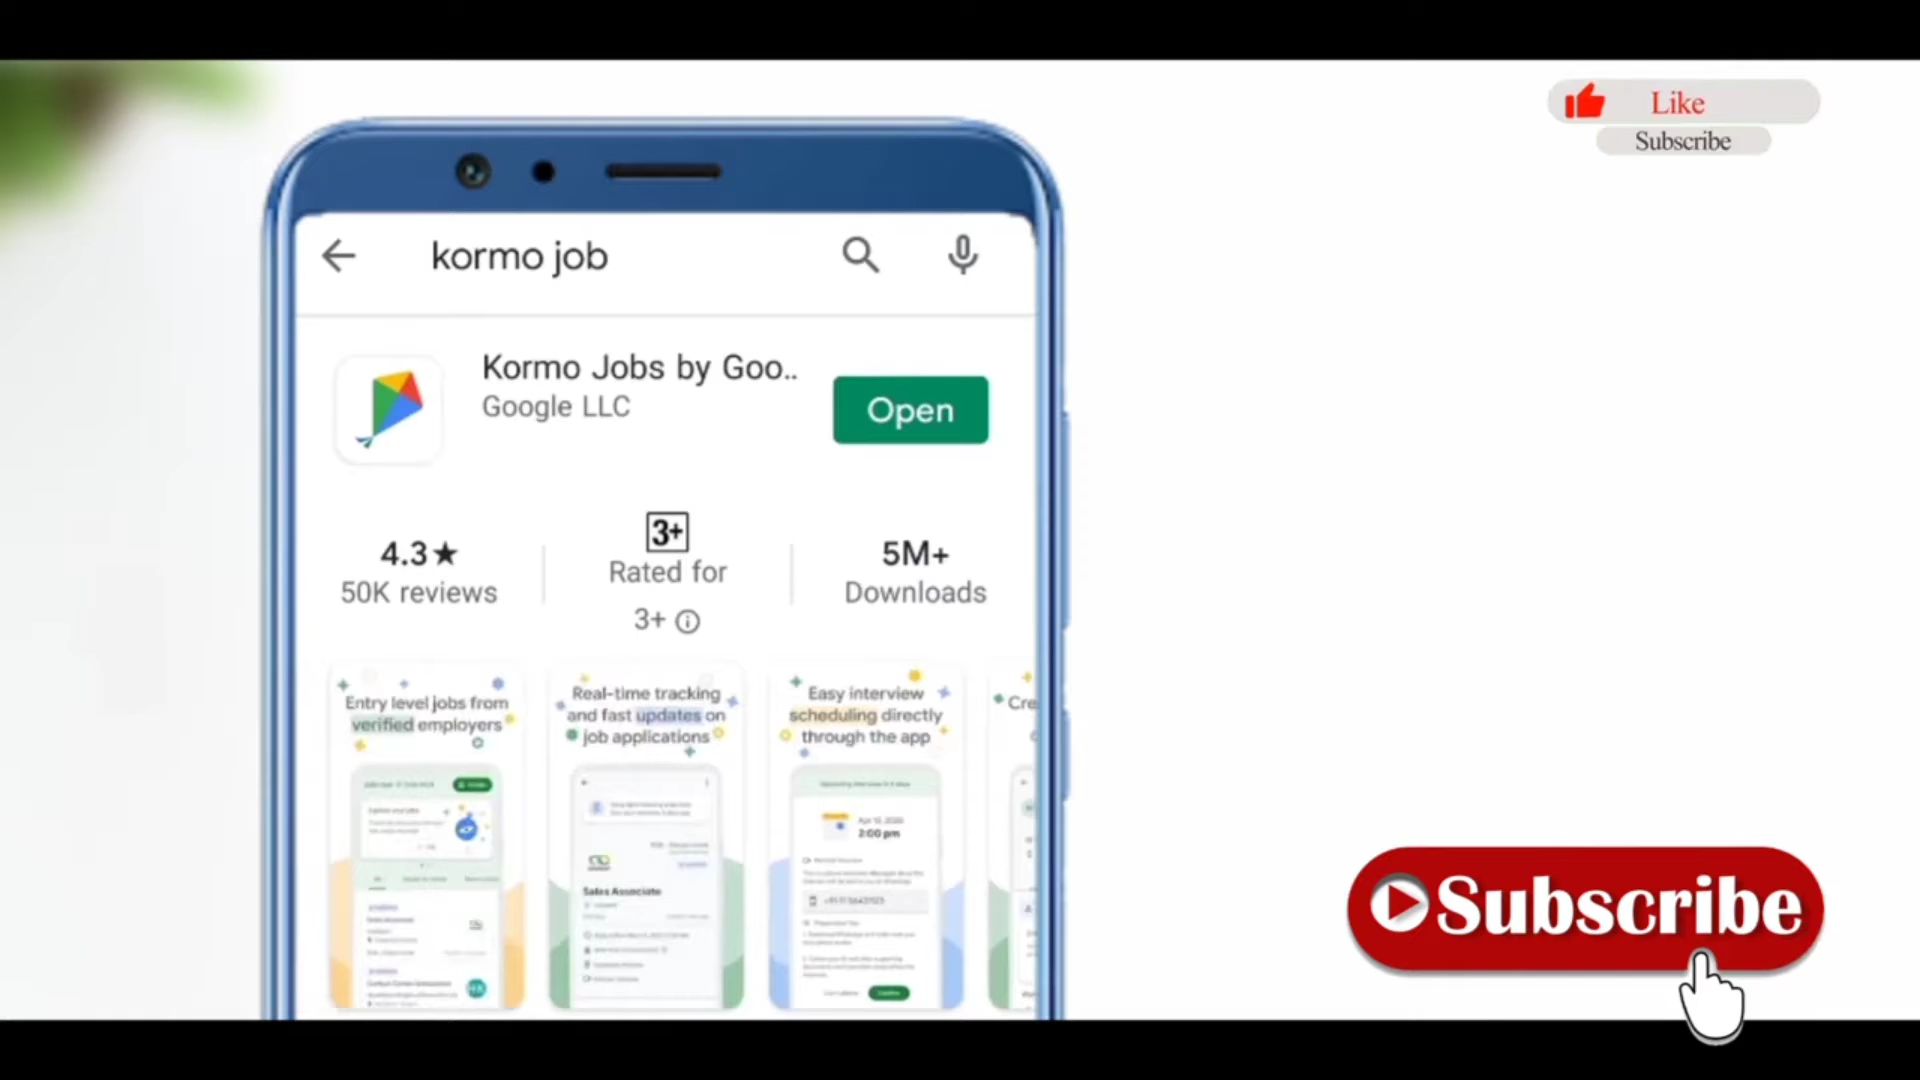 Like
Subscribe
kormo job
Kormo Jobs by Goo..
Google LLC
Open
4.3★
50K reviews
3+
Rated for
3+
5M+
Downloads
Entry level jobs from
verified employers
Real-time tracking
and fast updates on
job applications
Easy interview
scheduling directly
through the app
Cre
2:00 pm
Sales Associate
Subscribe